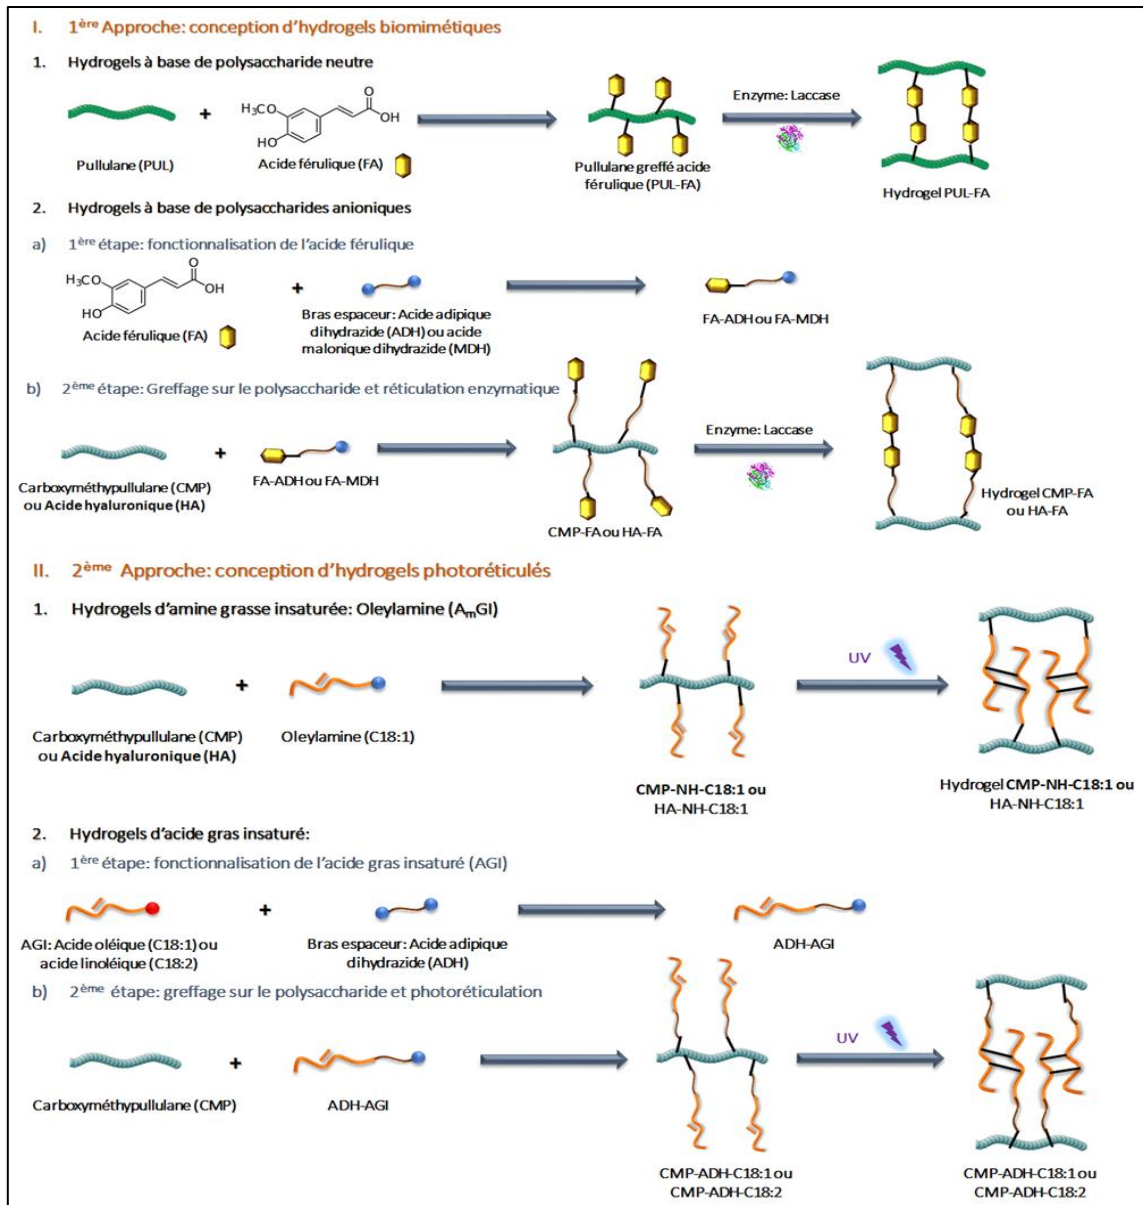 I. 1ère Approche: conception d'hydrogels biomimétiques
1. Hydrogels à base de polysaccharide neutre
+
H₃CO
HO
O
OH
Enzyme: Laccase
Pullulane (PUL)
Acide férulique (FA)
Pullulane greffé acide
férulique (PUL-FA)
Hydrogel PUL-FA
2. Hydrogels à base de polysaccharides anioniques
a) 1ère étape: fonctionnalisation de l'acide férulique
H₃CO
HO
O
OH
+
Acide férulique (FA)
Bras espaceur: Acide adipique
dihydrazide (ADH) ou acide
malonique dihydrazide (MDH)
FA-ADH ou FA-MDH
b) 2ème étape: Greffage sur le polysaccharide et réticulation enzymatique
+
Enzyme: Laccase
Carboxyméthypullulane (CMP)
ou Acide hyaluronique (HA)
FA-ADH ou FA-MDH
CMP-FA ou HA-FA
Hydrogel CMP-FA
ou HA-FA
II. 2ème Approche: conception d'hydrogels photoréticulés
1. Hydrogels d'amine grasse insaturée: Oleylamine (AmGI)
+
UV
Carboxyméthypullulane (CMP)
ou Acide hyaluronique (HA)
Oleylamine (C18:1)
CMP-NH-C18:1 ou
HA-NH-C18:1
Hydrogel CMP-NH-C18:1 ou
HA-NH-C18:1
2. Hydrogels d'acide gras insaturé:
a) 1ère étape: fonctionnalisation de l'acide gras insaturé (AGI)
+
AGI: Acide oléique (C18:1) ou
acide linoléique (C18:2)
Bras espaceur: Acide adipique
dihydrazide (ADH)
ADH-AGI
b) 2ème étape: greffage sur le polysaccharide et photoréticulation
+
UV
Carboxyméthypullulane (CMP)
ADH-AGI
CMP-ADH-C18:1 ou
CMP-ADH-C18:2
CMP-ADH-C18:1 ou
CMP-ADH-C18:2